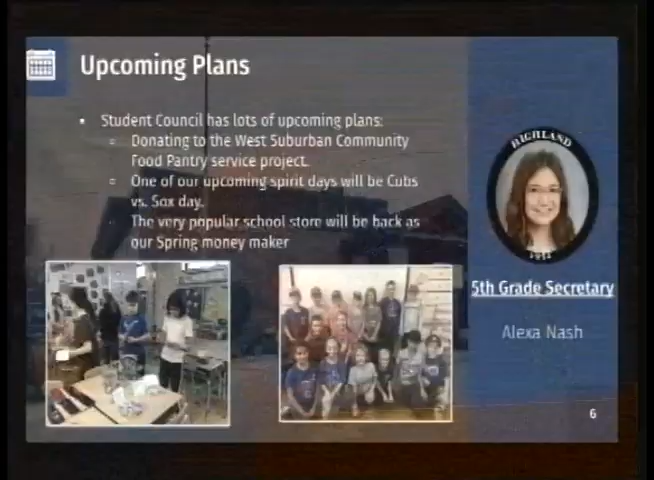 Upcoming Plans
Student Council has lots of upcoming plans:
Donating to the West Suburban Community
Food Pantry service project.
One of our upcoming spirit days will be Cubs
vs. Sox day.
The very popular school store will be back as
our Spring money maker
HIGHLAND
5th Grade Secretary
Alexa Nash
6